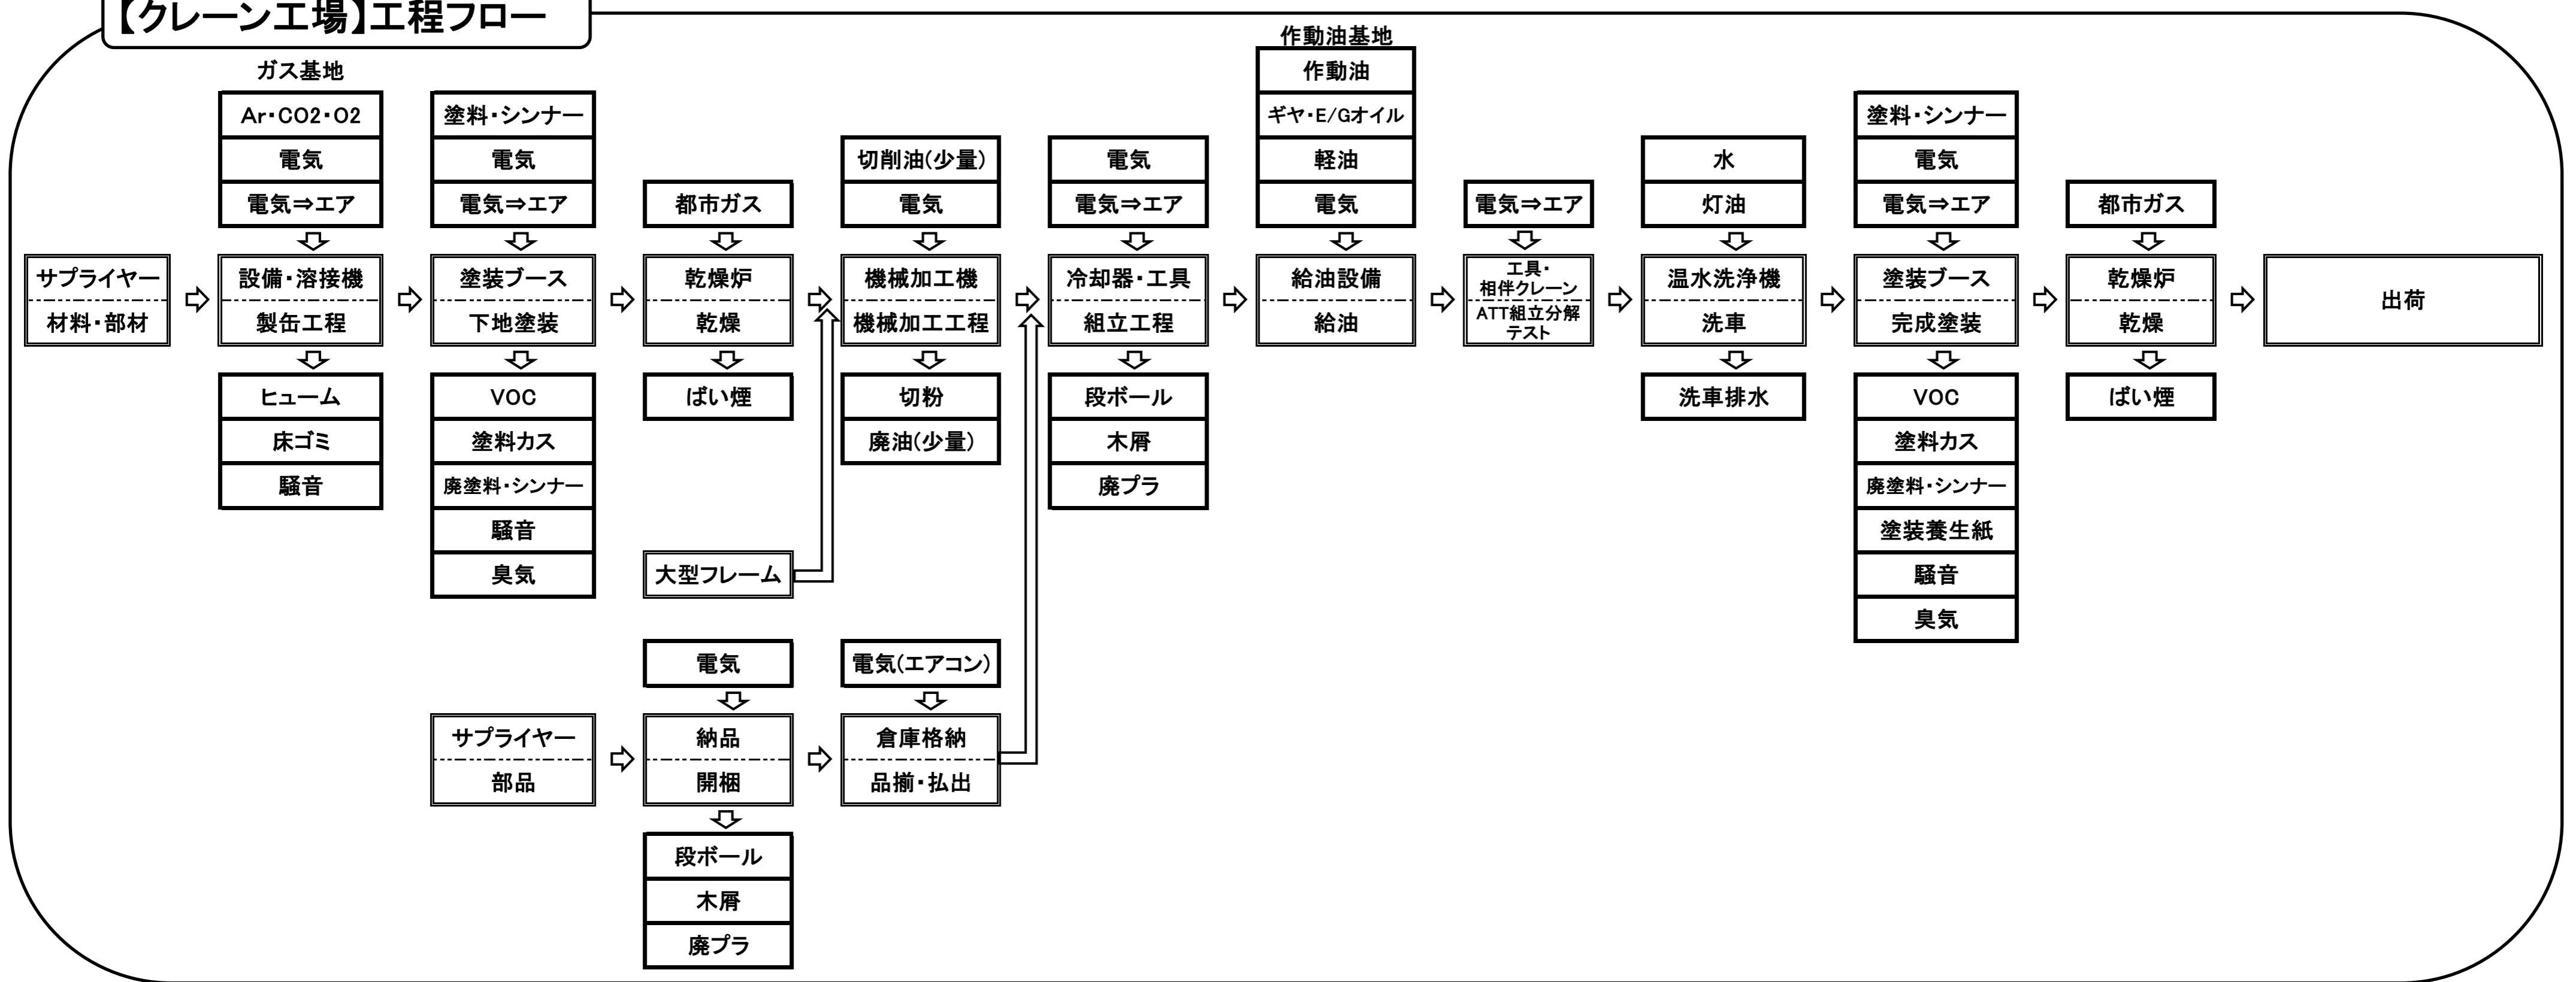 【クレーン工場】工程フロー
ガス基地
Ar・CO2・O2
電気
電気⇒エア
サプライヤー
材料・部材
設備・溶接機
製缶工程
ヒューム
床ゴミ
騒音
塗料・シンナー
電気
電気⇒エア
塗装ブース
下地塗装
VOC
塗料カス
廃塗料・シンナー
騒音
臭気
都市ガス
乾燥炉
乾燥
ばい煙
大型フレーム
切削油(少量)
電気
機械加工機
機械加工工程
切粉
廃油(少量)
電気
電気⇒エア
冷却器・工具
組立工程
段ボール
木屑
廃プラ
作動油基地
作動油
ギヤ・E/Gオイル
軽油
電気
給油設備
給油
電気⇒エア
工具・
相伴クレーン
ATT組立分解
テスト
水
灯油
温水洗浄機
洗車
洗車排水
塗料・シンナー
電気
電気⇒エア
塗装ブース
完成塗装
VOC
塗料カス
廃塗料・シンナー
塗装養生紙
騒音
臭気
都市ガス
乾燥炉
乾燥
ばい煙
出荷
サプライヤー
部品
電気
納品
開梱
段ボール
木屑
廃プラ
電気(エアコン)
倉庫格納
品揃・払出